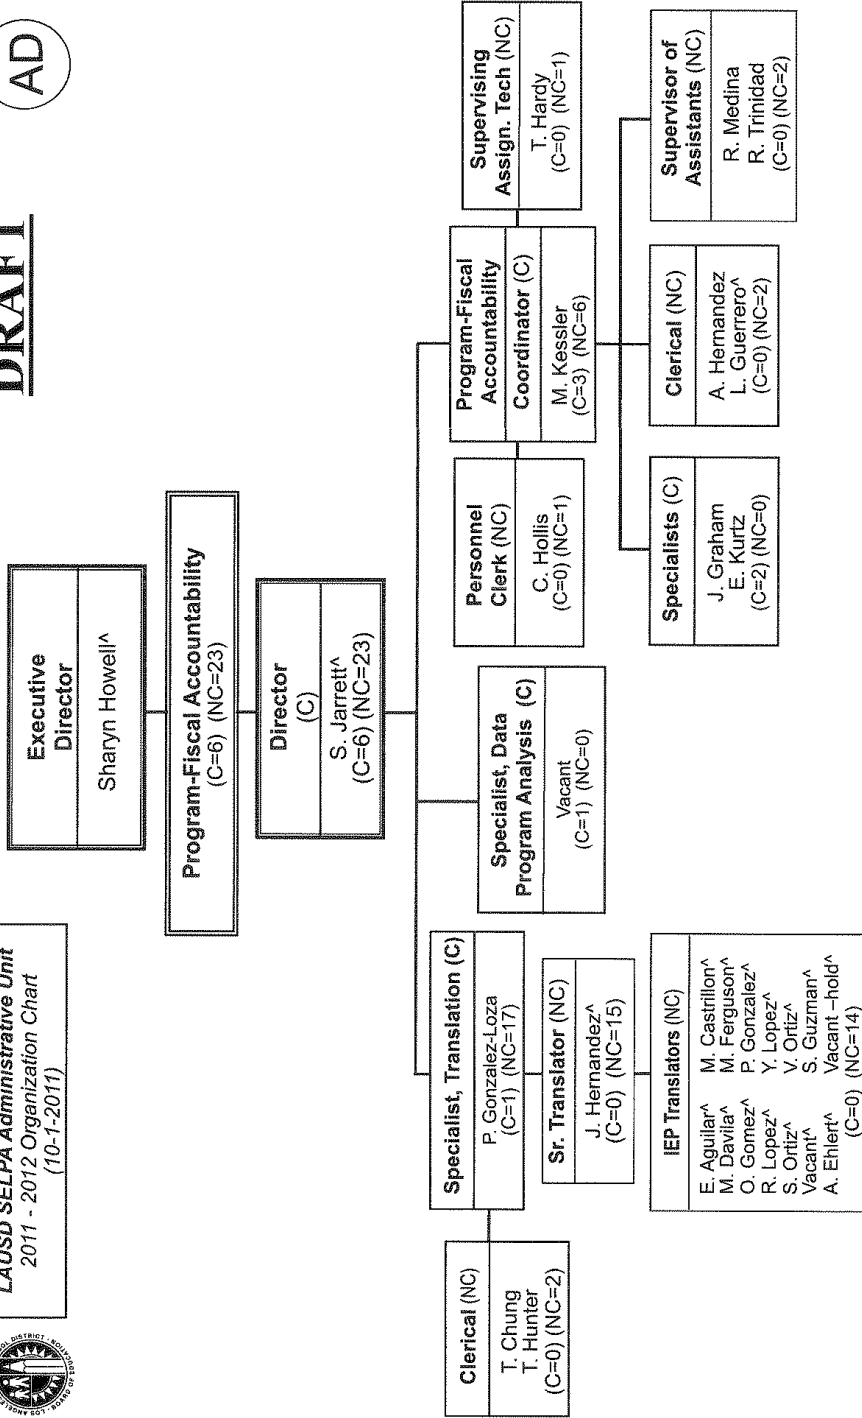 LAUSD SELPA Administrative Unit
2011 - 2012 Organization Chart
(10-1-2011)
DRAFT
AD
Executive
Director
Sharyn Howell^
Program-Fiscal Accountability
(C=6) (NC=23)
Director
(C)
S. Jarrett^
(C=6) (NC=23)
Specialist, Translation (C)
P. Gonzalez-Loza
(C=1) (NC=17)
Clerical (NC)
T. Chung
T. Hunter
(C=0) (NC=2)
Sr. Translator (NC)
J. Hernandez^
(C=0) (NC=15)
IEP Translators (NC)
E. Aguilar^ M. Castrillon^
M. Davila^ M. Ferguson^
O. Gomez^ P. Gonzalez^
R. Lopez^ Y. Lopez^
S. Ortiz^ V. Ortiz^
Vacant^ S. Guzman^
A. Ehlert^ Vacant –hold^
(C=0) (NC=14)
Specialist, Data
Program Analysis (C)
Vacant
(C=1) (NC=0)
Personnel
Clerk (NC)
C. Hollis
(C=0) (NC=1)
Program-Fiscal
Accountability
Coordinator (C)
M. Kessler
(C=3) (NC=6)
Supervising
Assign. Tech (NC)
T. Hardy
(C=0) (NC=1)
Specialists (C)
J. Graham
E. Kurtz
(C=2) (NC=0)
Clerical (NC)
A. Hernandez
L. Guerrero^
(C=0) (NC=2)
Supervisor of
Assistants (NC)
R. Medina
R. Trinidad
(C=0) (NC=2)